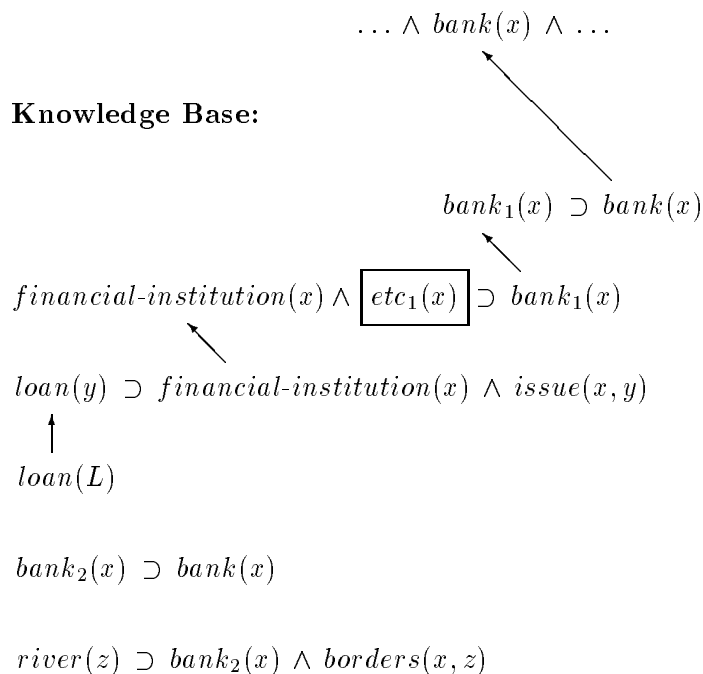 ... ∧ bank(x) ∧ ...
Knowledge Base:
bank₁(x) ⊃ bank(x)
financial-institution(x) ∧ etc₁(x) ⊃ bank₁(x)
loan(y) ⊃ financial-institution(x) ∧ issue(x, y)
loan(L)
bank₂(x) ⊃ bank(x)
river(z) ⊃ bank₂(x) ∧ borders(x, z)